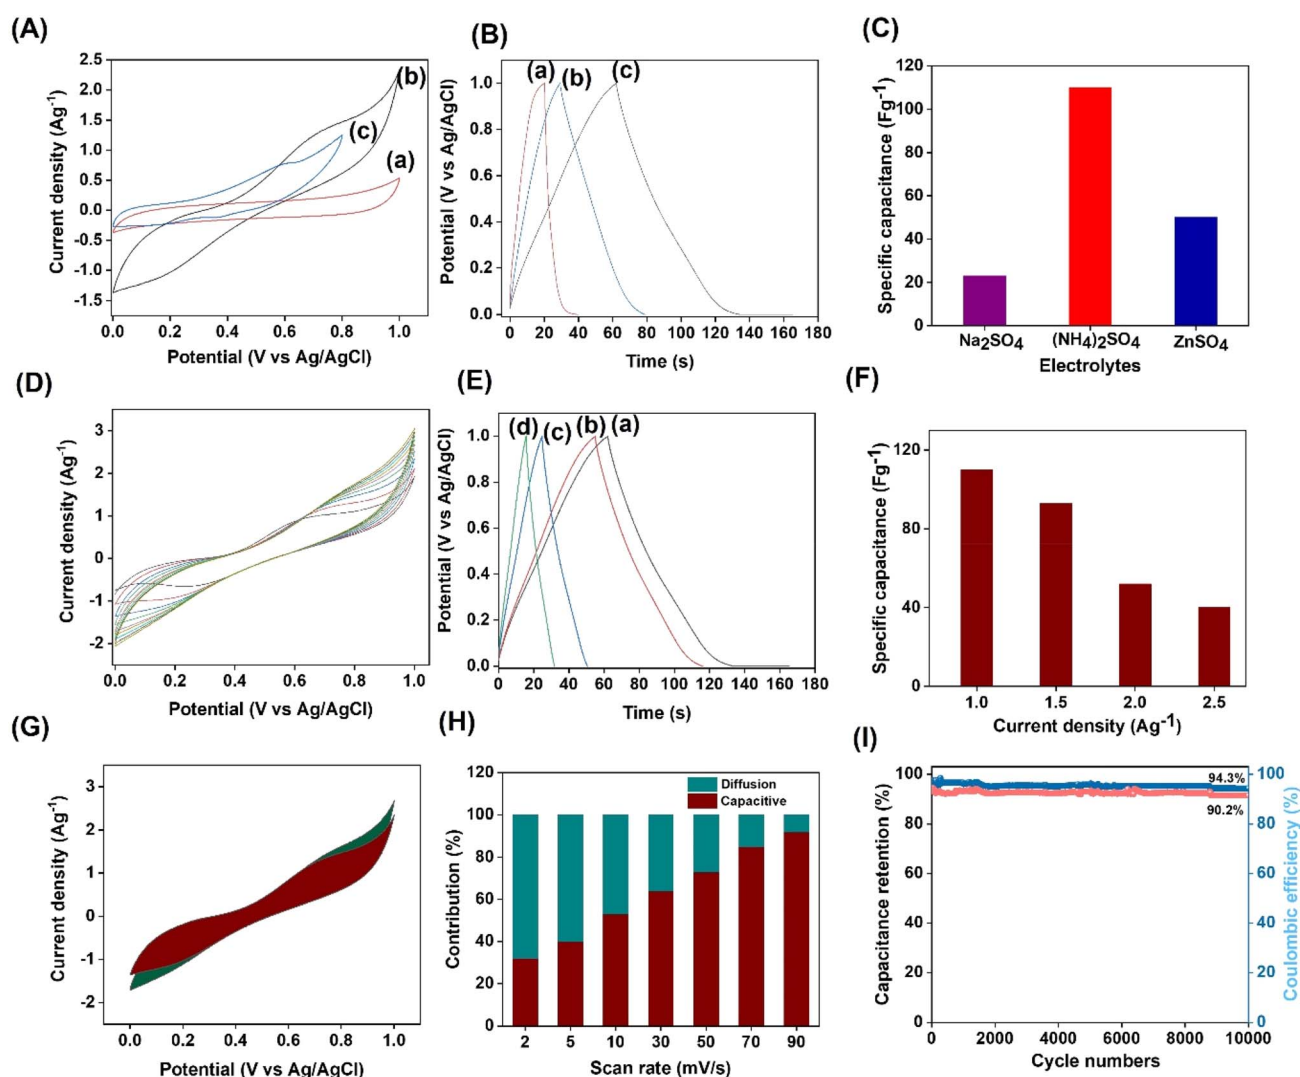 (A)
Current density (Ag-1)
2.5
2.0
1.5
1.0
0.5
0.0
-0.5
-1.0
-1.5
(b)
(c)
(a)
0.0 0.2 0.4 0.6 0.8 1.0
Potential (V vs Ag/AgCl)
(B)
Potential (V vs Ag/AgCl)
1.0
0.8
0.6
0.4
0.2
0.0
(a) (b) (c)
0 20 40 60 80 100 120 140 160 180
Time (s)
(C)
Specific capacitance (Fg-1)
120
100
80
60
40
20
0
Na2SO4 (NH4)2SO4 ZnSO4
Electrolytes
(D)
Current density (Ag-1)
3
2
1
0
-1
-2
0.0 0.2 0.4 0.6 0.8 1.0
Potential (V vs Ag/AgCl)
(E)
Potential (V vs Ag/AgCl)
1.0
0.8
0.6
0.4
0.2
0.0
(d) (c) (b) (a)
0 20 40 60 80 100 120 140 160 180
Time (s)
(F)
Specific capacitance (Fg-1)
120
80
40
0
1.0 1.5 2.0 2.5
Current density (Ag-1)
(G)
Current density (Ag-1)
3
2
1
0
-1
-2
0.0 0.2 0.4 0.6 0.8 1.0
Potential (V vs Ag/AgCl)
(H)
Contribution (%)
120
100
80
60
40
20
0
Diffusion
Capacitive
2 5 10 30 50 70 90
Scan rate (mV/s)
(I)
Capacitance retention (%)
100
80
60
40
20
0
94.3%
90.2%
100
80
60
40
20
0
Coulombic efficiency (%)
0 2000 4000 6000 8000 10000
Cycle numbers